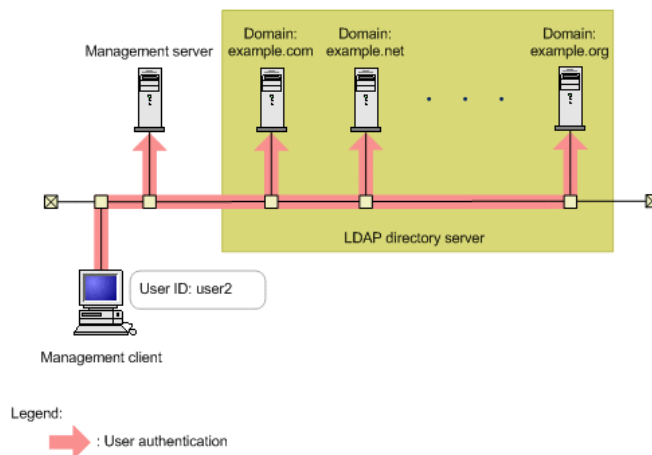 Management server
Domain:
example.com
Domain:
example.net
. . .
Domain:
example.org
LDAP directory server
User ID: user2
Management client
Legend:
: User authentication